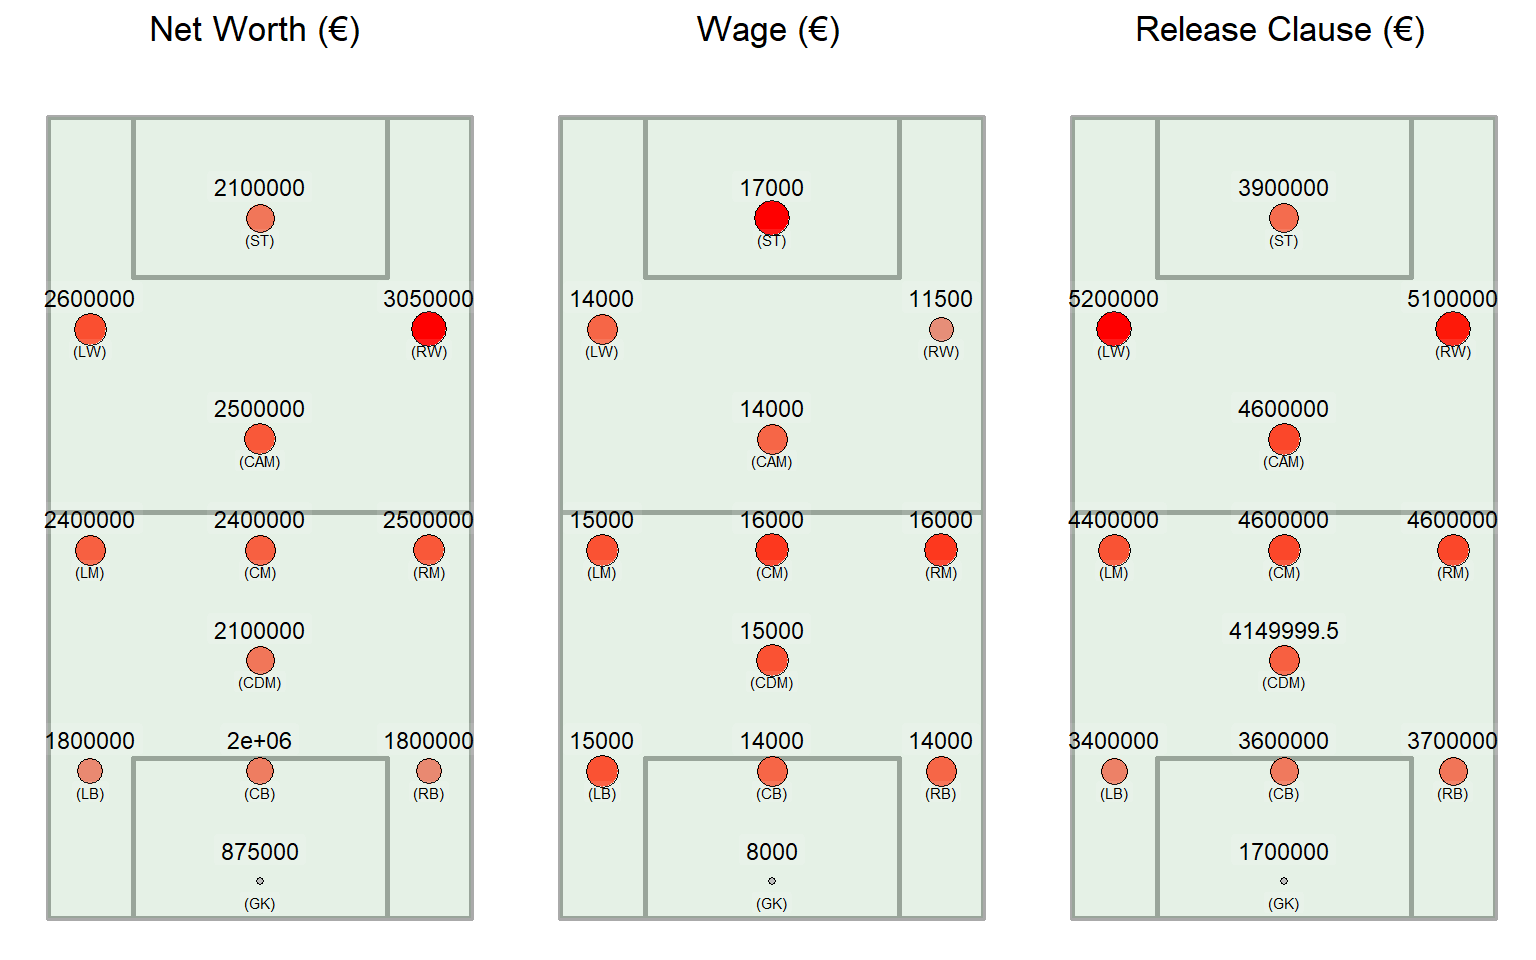 Net Worth (€)
2100000
(ST)
2600000
(LW)
3050000
(RW)
2500000
(CAM)
2400000
(LM)
2400000
(CM)
2500000
(RM)
2100000
(CDM)
1800000
(LB)
2e+06
(CB)
1800000
(RB)
875000
(GK)
Wage (€)
17000
(ST)
14000
(LW)
11500
(RW)
14000
(CAM)
15000
(LM)
16000
(CM)
16000
(RM)
15000
(CDM)
15000
(LB)
14000
(CB)
14000
(RB)
8000
(GK)
Release Clause (€)
3900000
(ST)
5200000
(LW)
5100000
(RW)
4600000
(CAM)
4400000
(LM)
4600000
(CM)
4600000
(RM)
4149999.5
(CDM)
3400000
(LB)
3600000
(CB)
3700000
(RB)
1700000
(GK)